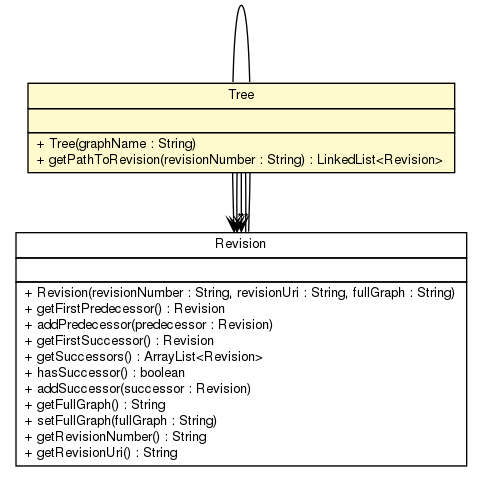 Tree
+ Tree(graphName : String)
+ getPathToRevision(revisionNumber : String) : LinkedList<Revision>
Revision
+ Revision(revisionNumber : String, revisionUri : String, fullGraph : String)
+ getFirstPredecessor() : Revision
+ addPredecessor(predecessor : Revision)
+ getFirstSuccessor() : Revision
+ getSuccessors() : ArrayList<Revision>
+ hasSuccessor() : boolean
+ addSuccessor(successor : Revision)
+ getFullGraph() : String
+ setFullGraph(fullGraph : String)
+ getRevisionNumber() : String
+ getRevisionUri() : String